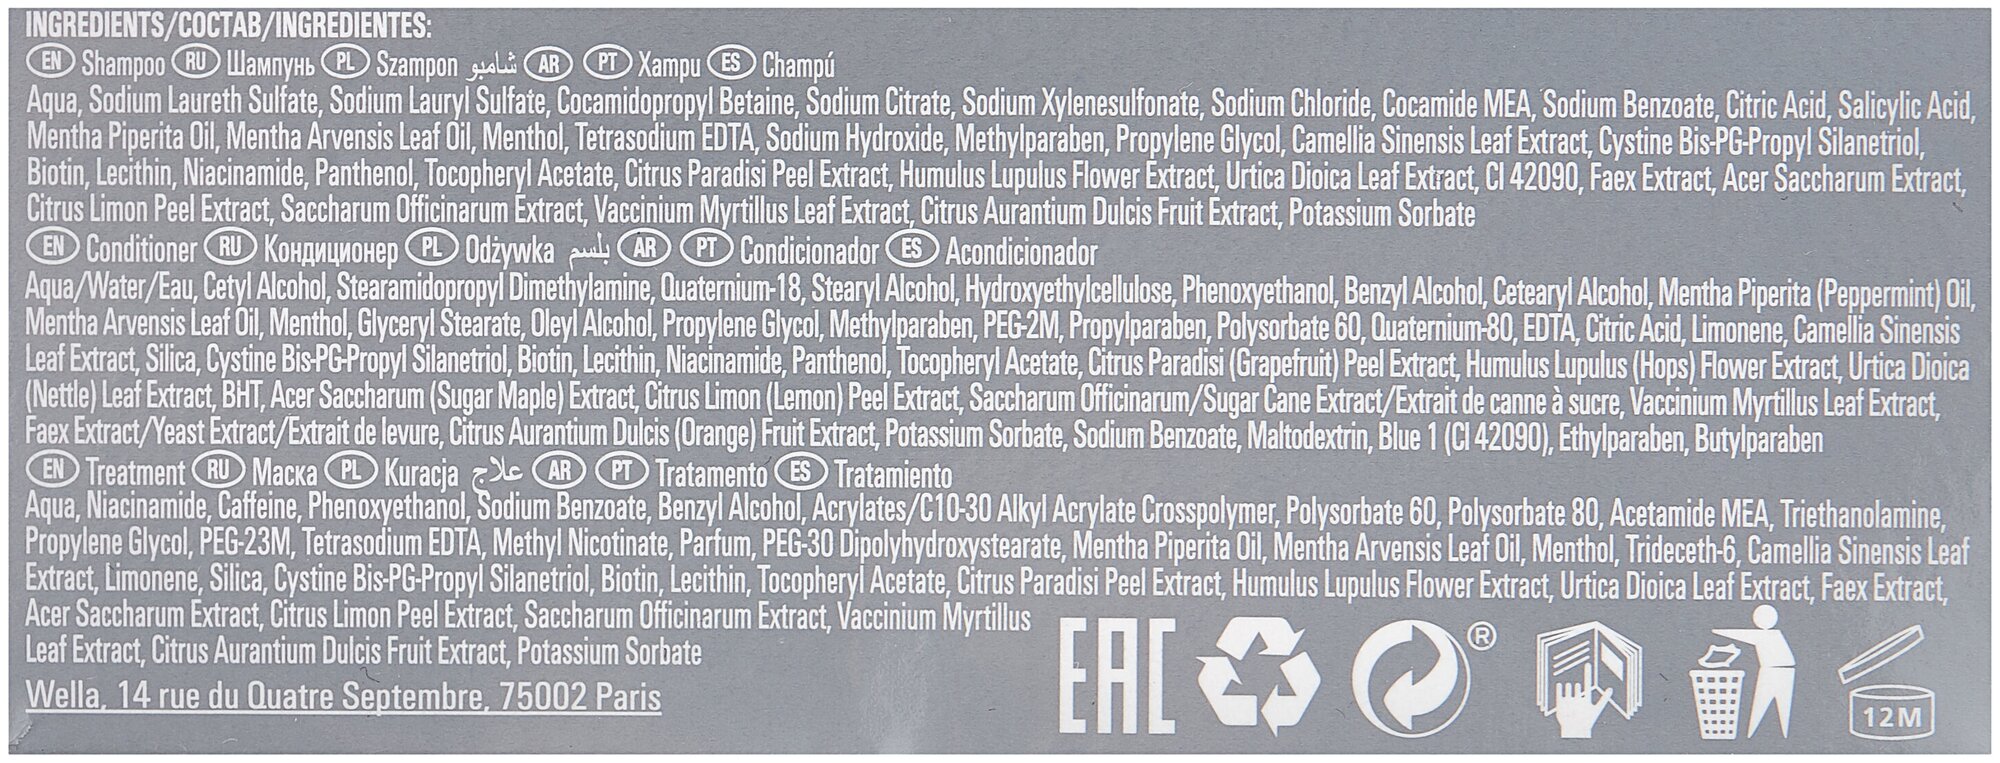 INGREDIENTS/СОСТАВ/INGREDIENTES:
EN Shampoo RU Шампунь PL Szampon شامبو AR PT Xampu ES Champú
Aqua, Sodium Laureth Sulfate, Sodium Lauryl Sulfate, Cocamidopropyl Betaine, Sodium Citrate, Sodium Xylenesulfonate, Sodium Chloride, Cocamide MEA, Sodium Benzoate, Citric Acid, Salicylic Acid,
Mentha Piperita Oil, Mentha Arvensis Leaf Oil, Menthol, Tetrasodium EDTA, Sodium Hydroxide, Methylparaben, Propylene Glycol, Camellia Sinensis Leaf Extract, Cystine Bis-PG-Propyl Silanetriol,
Biotin, Lecithin, Niacinamide, Panthenol, Tocopheryl Acetate, Citrus Paradisi Peel Extract, Humulus Lupulus Flower Extract, Urtica Dioica Leaf Extract, CI 42090, Faex Extract, Acer Saccharum Extract,
Citrus Limon Peel Extract, Saccharum Officinarum Extract, Vaccinium Myrtillus Leaf Extract, Citrus Aurantium Dulcis Fruit Extract, Potassium Sorbate
EN Conditioner RU Кондиционер PL Odżywka بلسم AR PT Condicionador ES Acondicionador
Aqua/Water/Eau, Cetyl Alcohol, Stearamidopropyl Dimethylamine, Quaternium-18, Stearyl Alcohol, Hydroxyethylcellulose, Phenoxyethanol, Benzyl Alcohol, Cetearyl Alcohol, Mentha Piperita (Peppermint) Oil,
Mentha Arvensis Leaf Oil, Menthol, Glyceryl Stearate, Oleyl Alcohol, Propylene Glycol, Methylparaben, PEG-2M, Propylparaben, Polysorbate 60, Quaternium-80, EDTA, Citric Acid, Limonene, Camellia Sinensis
Leaf Extract, Silica, Cystine Bis-PG-Propyl Silanetriol, Biotin, Lecithin, Niacinamide, Panthenol, Tocopheryl Acetate, Citrus Paradisi (Grapefruit) Peel Extract, Humulus Lupulus (Hops) Flower Extract, Urtica Dioica
(Nettle) Leaf Extract, BHT, Acer Saccharum (Sugar Maple) Extract, Citrus Limon (Lemon) Peel Extract, Saccharum Officinarum/Sugar Cane Extract/Extrait de canne à sucre, Vaccinium Myrtillus Leaf Extract,
Faex Extract/Yeast Extract/Extrait de levure, Citrus Aurantium Dulcis (Orange) Fruit Extract, Potassium Sorbate, Sodium Benzoate, Maltodextrin, Blue 1 (CI 42090), Ethylparaben, Butylparaben
EN Treatment RU Маска PL Kuracja علاج AR PT Tratamento ES Tratamiento
Aqua, Niacinamide, Caffeine, Phenoxyethanol, Sodium Benzoate, Benzyl Alcohol, Acrylates/C10-30 Alkyl Acrylate Crosspolymer, Polysorbate 60, Polysorbate 80, Acetamide MEA, Triethanolamine,
Propylene Glycol, PEG-23M, Tetrasodium EDTA, Methyl Nicotinate, Parfum, PEG-30 Dipolyhydroxystearate, Mentha Piperita Oil, Mentha Arvensis Leaf Oil, Menthol, Trideceth-6, Camellia Sinensis Leaf
Extract, Limonene, Silica, Cystine Bis-PG-Propyl Silanetriol, Biotin, Lecithin, Tocopheryl Acetate, Citrus Paradisi Peel Extract, Humulus Lupulus Flower Extract, Urtica Dioica Leaf Extract, Faex Extract,
Acer Saccharum Extract, Citrus Limon Peel Extract, Saccharum Officinarum Extract, Vaccinium Myrtillus
Leaf Extract, Citrus Aurantium Dulcis Fruit Extract, Potassium Sorbate
Wella, 14 rue du Quatre Septembre, 75002 Paris
EAC ® 12M